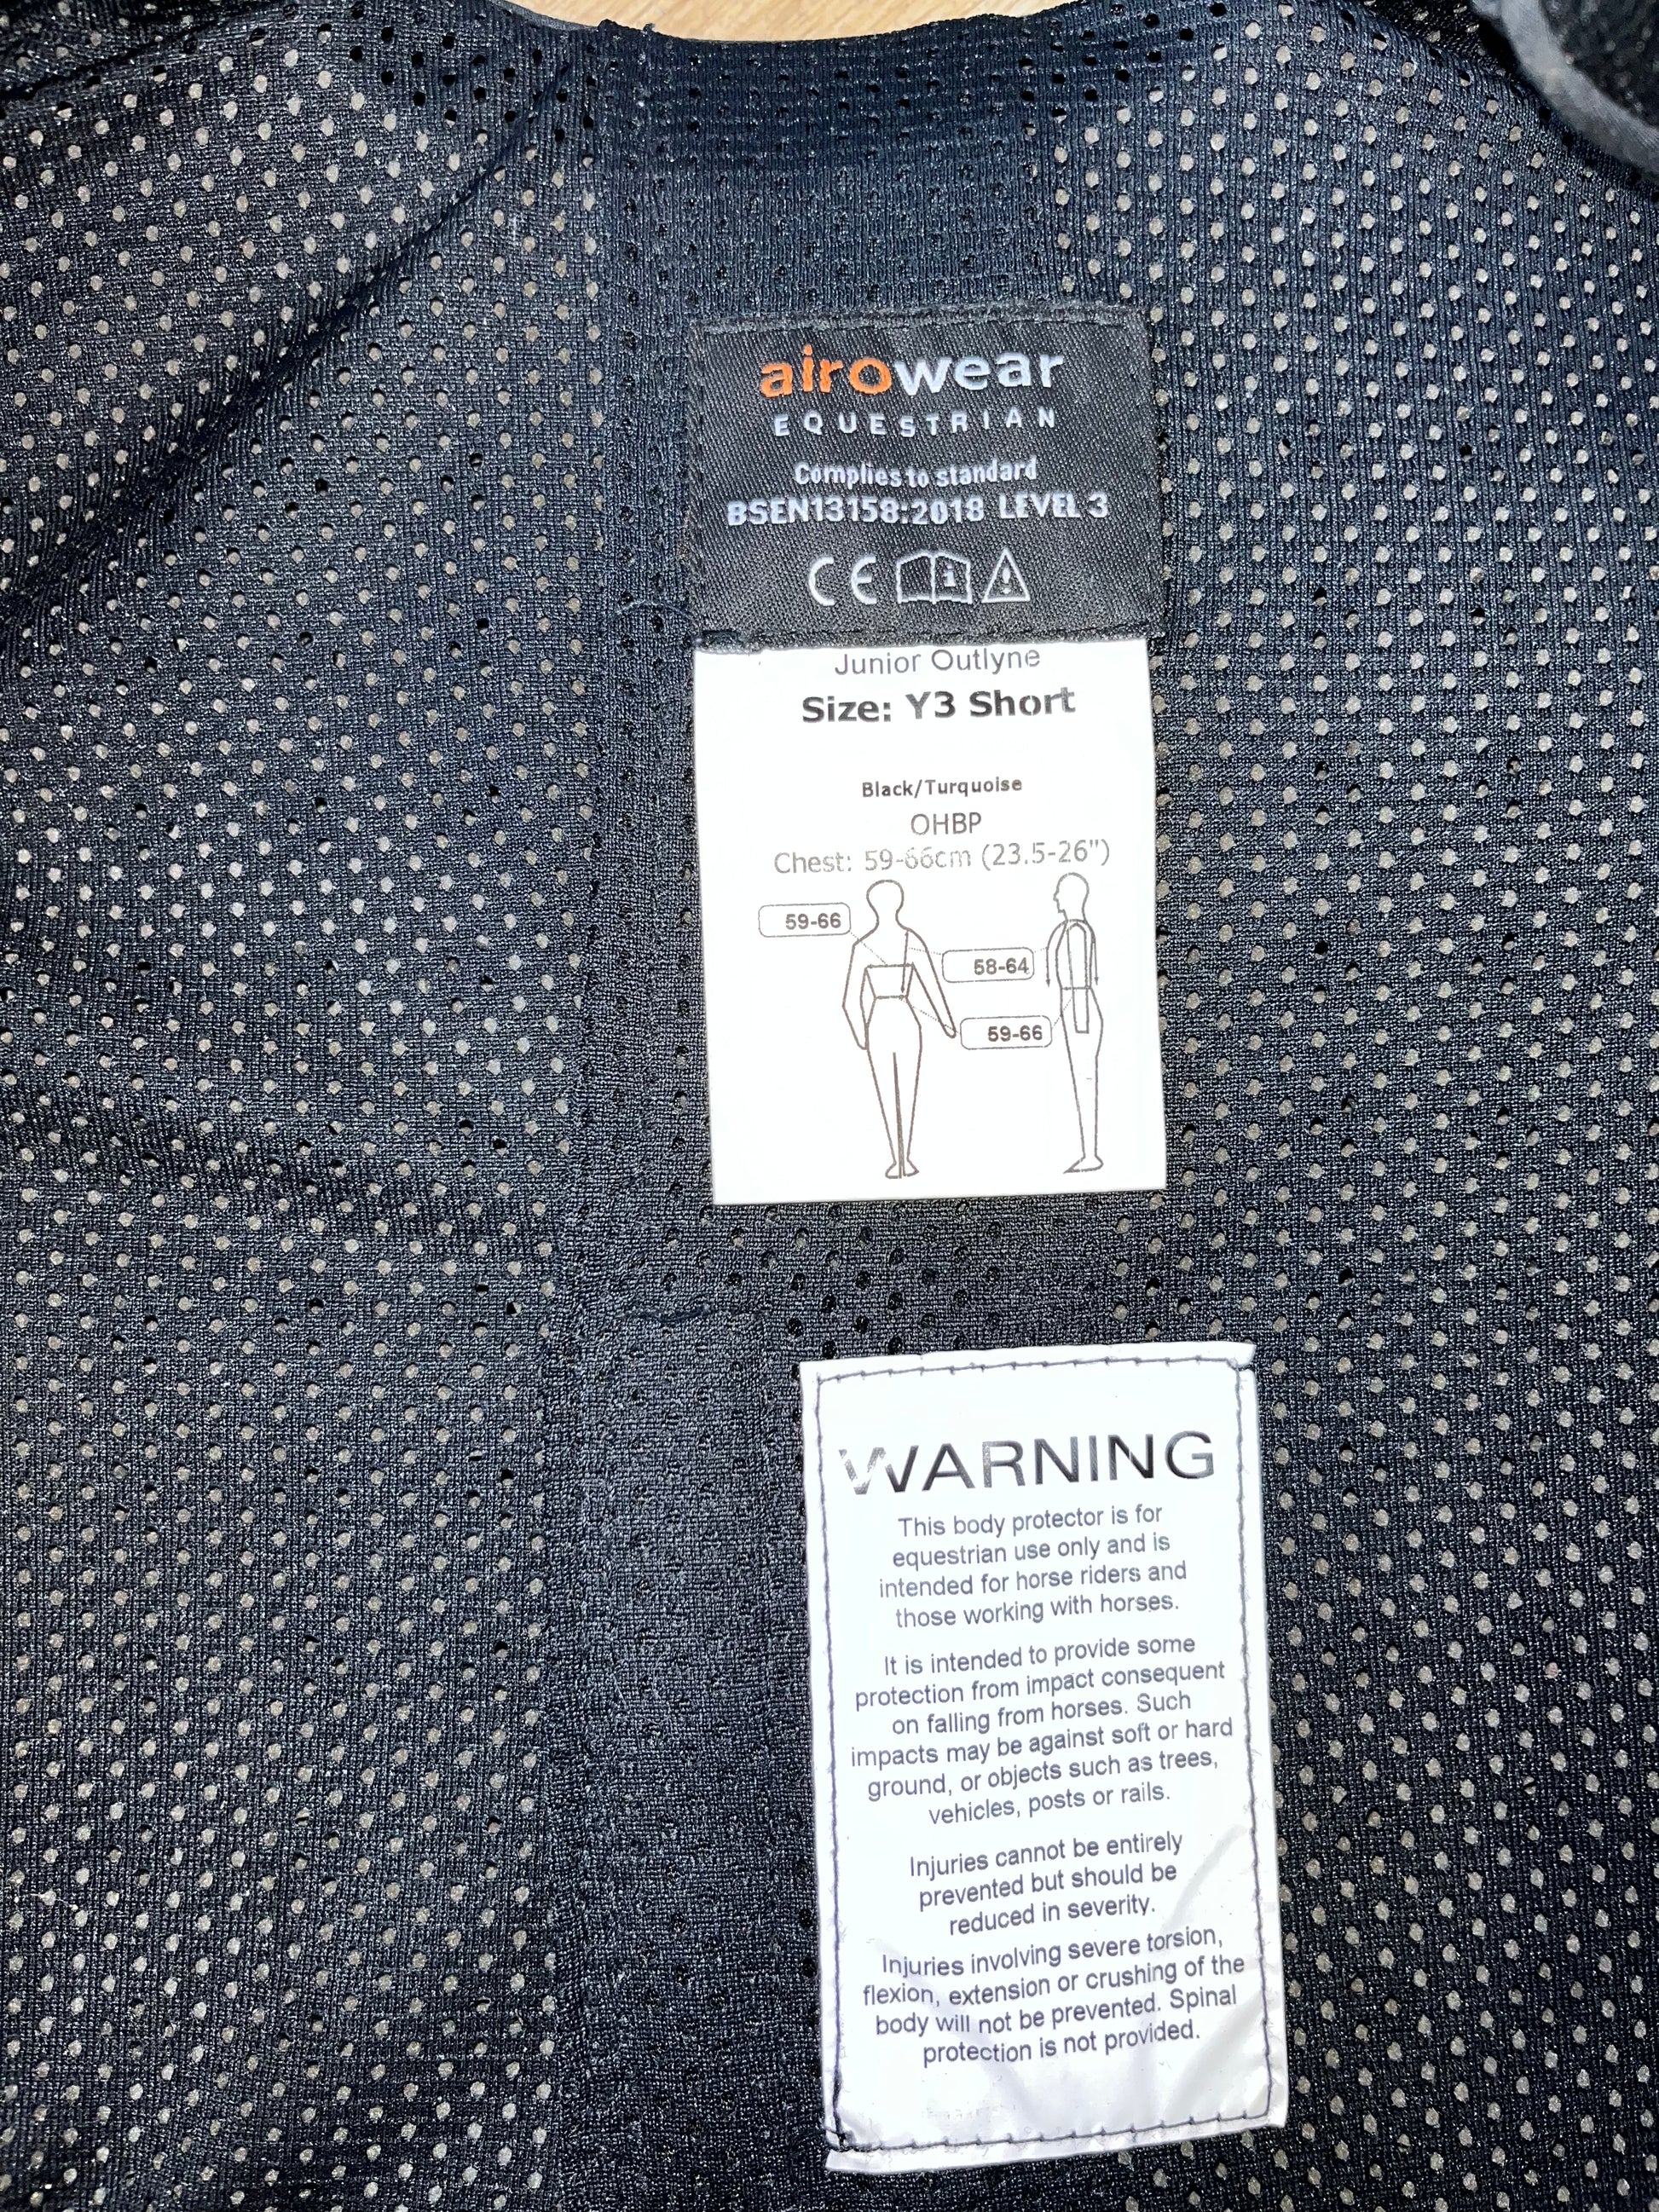 airowear
EQUESTRIAN
Complies to standard
BSEN13158:2018 LEVEL 3
CE i !
Junior Outlyne
Size: Y3 Short
Black/Turquoise
OHBP
Chest: 59-66cm (23.5-26")
59-66
58-64
59-66
WARNING
This body protector is for
equestrian use only and is
intended for horse riders and
those working with horses.
It is intended to provide some
protection from impact consequent
on falling from horses. Such
impacts may be against soft or hard
ground, or objects such as trees,
vehicles, posts or rails.
Injuries cannot be entirely
prevented but should be
reduced in severity.
Injuries involving severe torsion,
flexion, extension or crushing of the
body will not be prevented. Spinal
protection is not provided.